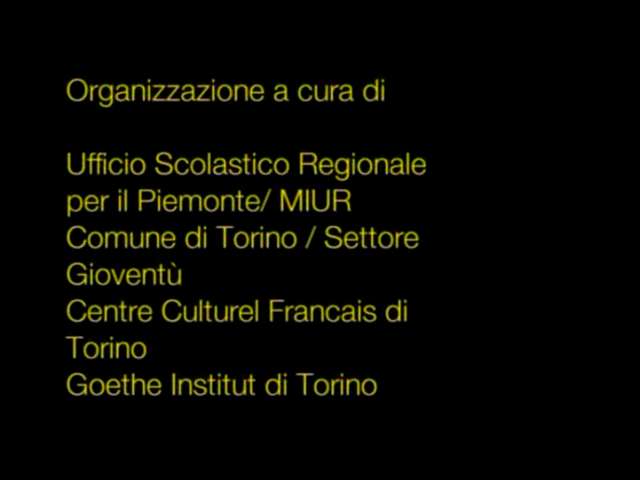 Organizzazione a cura di
Ufficio Scolastico Regionale
per il Piemonte/ MIUR
Comune di Torino / Settore
Gioventù
Centre Culturel Francais di
Torino
Goethe Institut di Torino